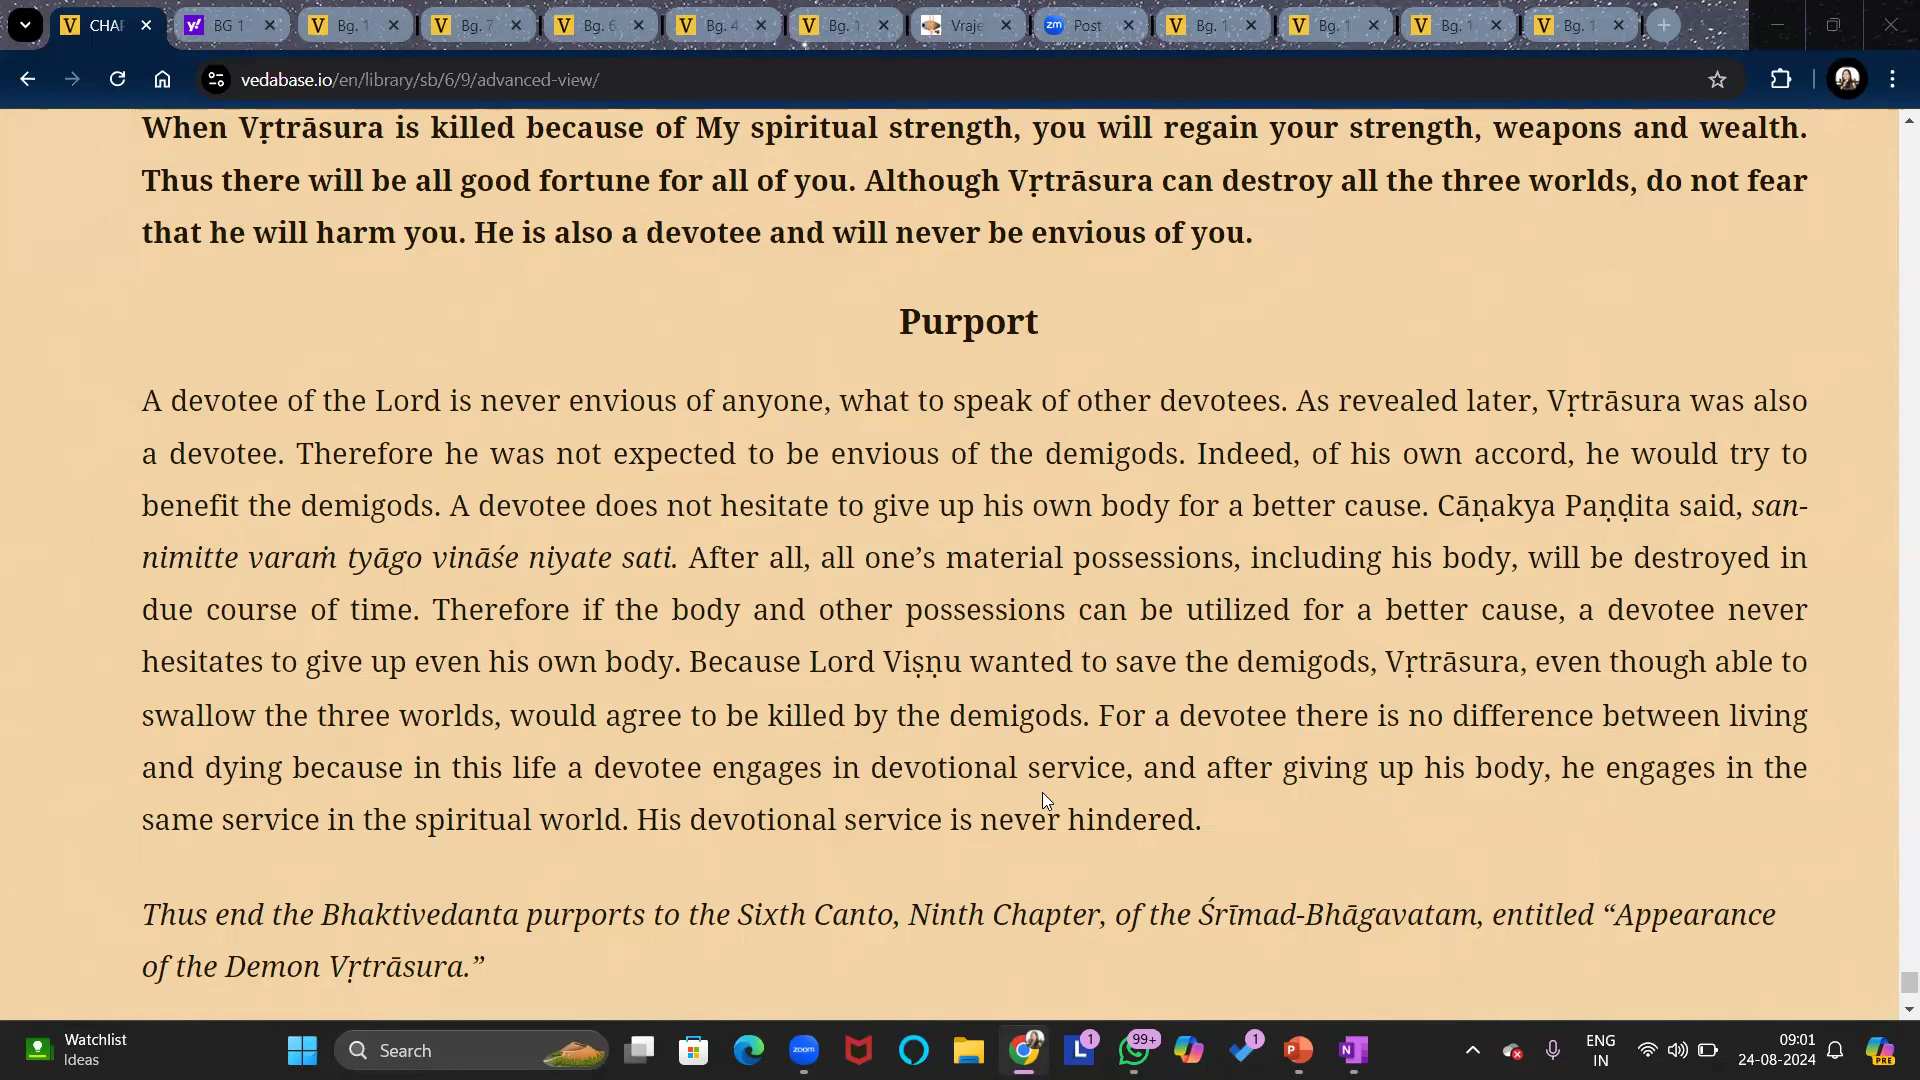 CHA
BG 1
Bg. 1
Bg. 7
Bg. 6
Bg. 4
Bg. 1
Vraje
zm
Post
Bg. 1
Bg. 1
Bg. 1
Bg. 1
vedabase.io/en/library/sb/6/9/advanced-view/
When Vṛtrāsura is killed because of My spiritual strength, you will regain your strength, weapons and wealth.
Thus there will be all good fortune for all of you. Although Vṛtrāsura can destroy all the three worlds, do not fear
that he will harm you. He is also a devotee and will never be envious of you.
Purport
A devotee of the Lord is never envious of anyone, what to speak of other devotees. As revealed later, Vṛtrāsura was also
a devotee. Therefore he was not expected to be envious of the demigods. Indeed, of his own accord, he would try to
benefit the demigods. A devotee does not hesitate to give up his own body for a better cause. Cāṇakya Paṇḍita said, san-
nimitte varaṁ tyāgo vināśe niyate sati. After all, all one’s material possessions, including his body, will be destroyed in
due course of time. Therefore if the body and other possessions can be utilized for a better cause, a devotee never
hesitates to give up even his own body. Because Lord Viṣṇu wanted to save the demigods, Vṛtrāsura, even though able to
swallow the three worlds, would agree to be killed by the demigods. For a devotee there is no difference between living
and dying because in this life a devotee engages in devotional service, and after giving up his body, he engages in the
same service in the spiritual world. His devotional service is never hindered.
Thus end the Bhaktivedanta purports to the Sixth Canto, Ninth Chapter, of the Śrīmad-Bhāgavatam, entitled “Appearance
of the Demon Vṛtrāsura.”
Watchlist
Ideas
Search
zoom
1
99+
1
ENG
IN
09:01
24-08-2024
PRE